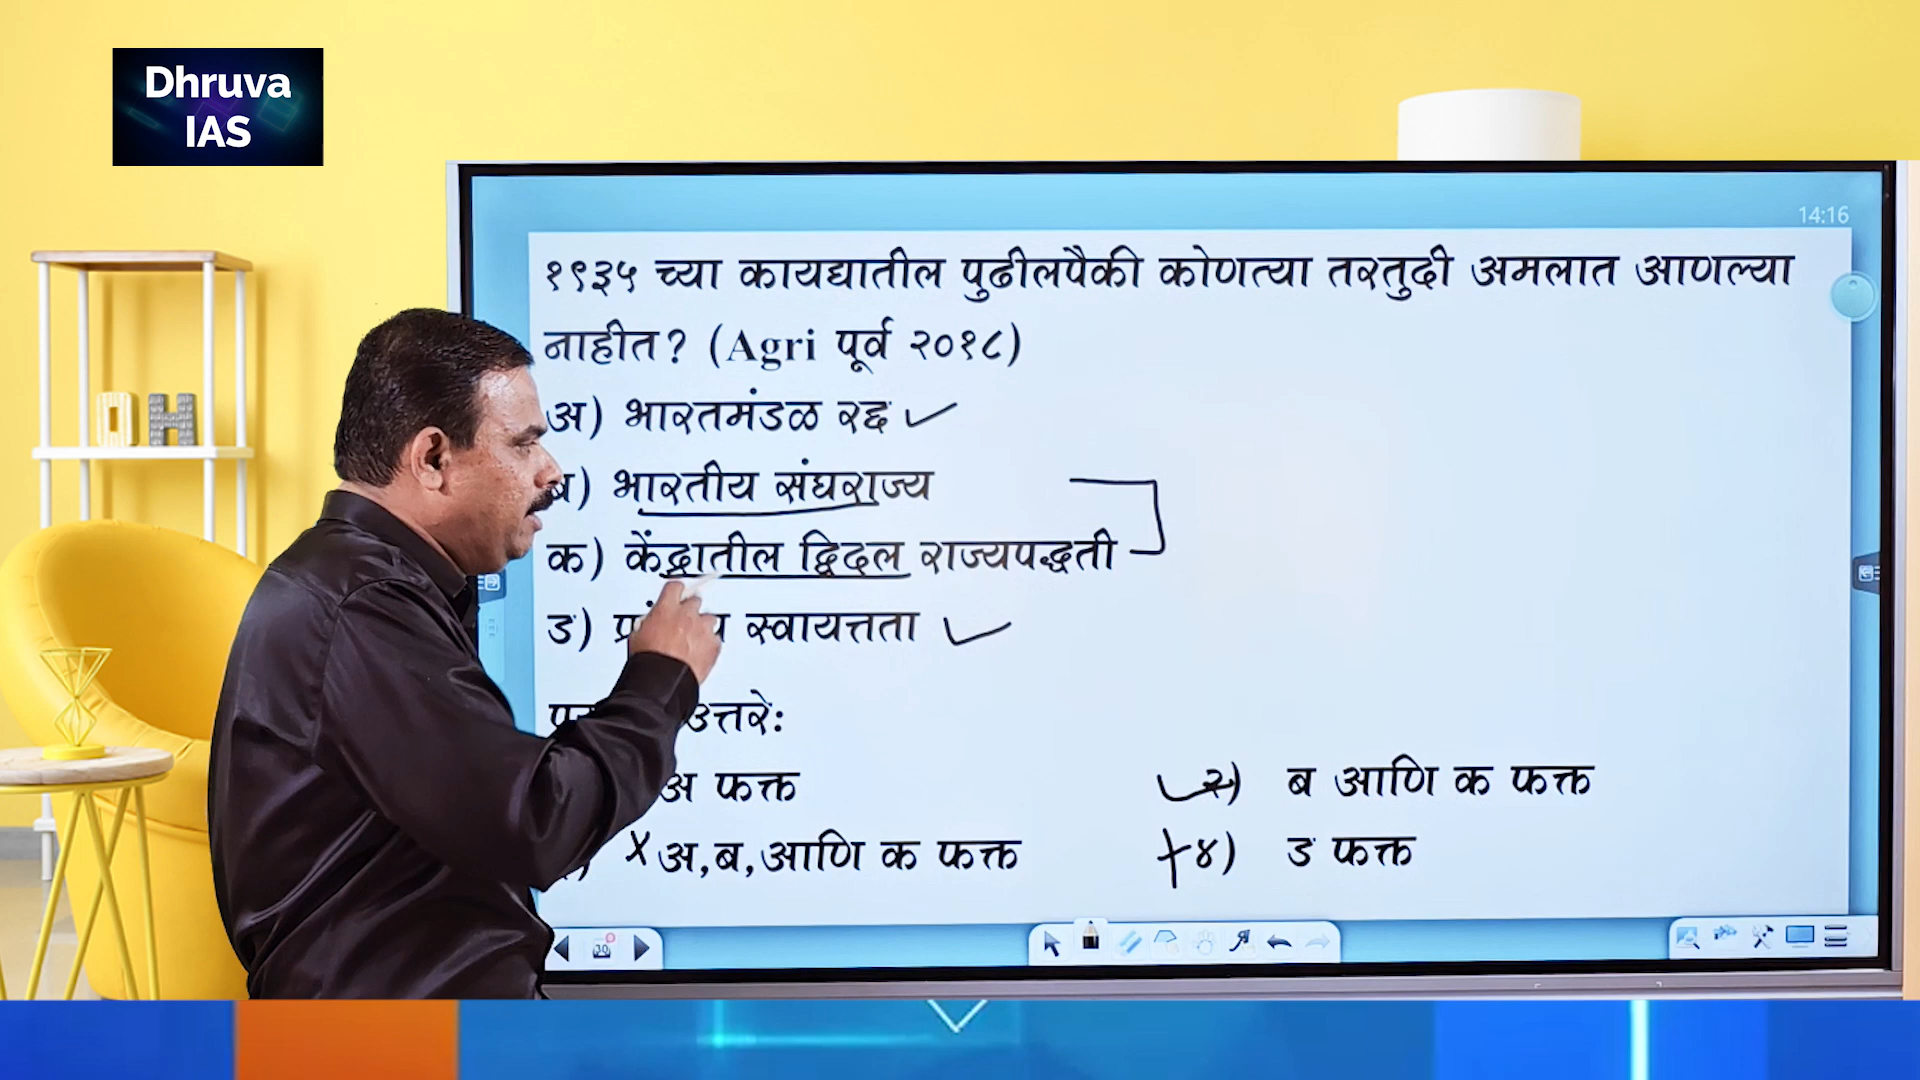 Dhruva
IAS
14:16
१९३५ च्या कायद्यातील पुढीलपैकी कोणत्या तरतुदी अमलात आणल्या
नाहीत? (Agri पूर्व २०१८)
अ) भारतमंडळ रद्द
ब) भारतीय संघराज्य
क) केंद्रातील द्विदल राज्यपद्धती
ड) स्वायत्तता
उत्तरे:
अ फक्त
२) ब आणि क फक्त
अ,ब,आणि क फक्त
४) ड फक्त